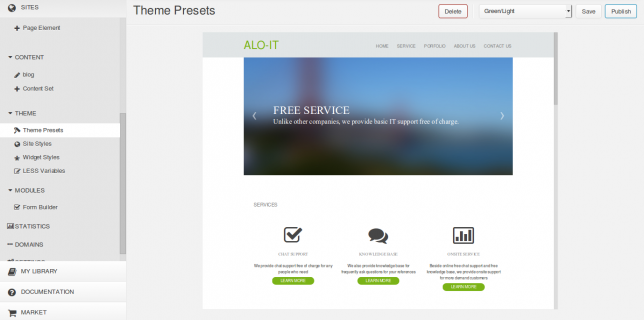 SITES
Page Element
CONTENT
blog
Content Set
THEME
Theme Presets
Site Styles
Widget Styles
LESS Variables
MODULES
Form Builder
STATISTICS
DOMAINS
MY LIBRARY
DOCUMENTATION
MARKET
Theme Presets
Delete
Green/Light
Save
Publish
ALO-IT
HOME SERVICE PORFOLIO ABOUT US CONTACT US
FREE SERVICE
Unlike other companies, we provide basic IT support free of charge.
SERVICES
CHAT SUPPORT
We provide chat support free of charge for any
people who need
LEARN MORE
KNOWLEDGE BASE
We also provide knowledge base for
frequently ask questions for your references
LEARN MORE
ONSITE SERVICE
Beside online free chat support and free
knowledge base, we provide onsite support
for more demand customers
LEARN MORE